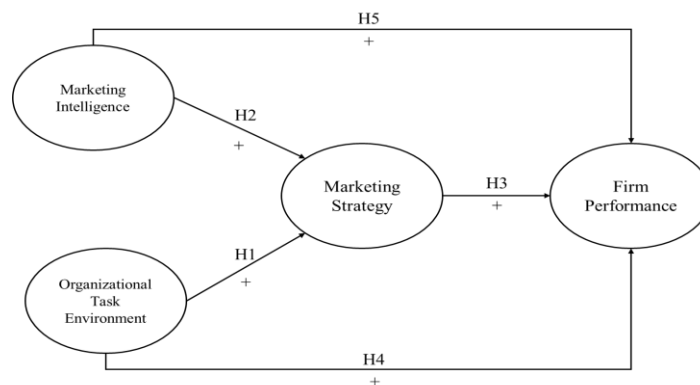 H5
+
Marketing
Intelligence
H2
+
Marketing
Strategy
H3
+
Firm
Performance
H1
+
Organizational
Task
Environment
H4
+